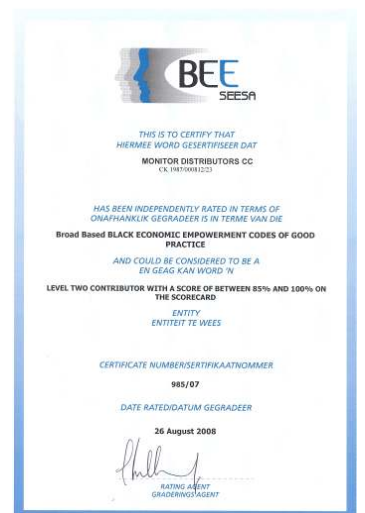 BEE
SEESA
THIS IS TO CERTIFY THAT
HIERMEE WORD GESERTIFISEER DAT
MONITOR DISTRIBUTORS CC
CK 1987/000812/23
HAS BEEN INDEPENDENTLY RATED IN TERMS OF
ONAFHANKLIK GEGRADEER IS IN TERME VAN DIE
Broad Based BLACK ECONOMIC EMPOWERMENT CODES OF GOOD
PRACTICE
AND COULD BE CONSIDERED TO BE A
EN GEAG KAN WORD 'N
LEVEL TWO CONTRIBUTOR WITH A SCORE OF BETWEEN 85% AND 100% ON
THE SCORECARD
ENTITY
ENTITEIT TE WEES
CERTIFICATE NUMBER/SERTIFIKAATNOMMER
985/07
DATE RATED/DATUM GEGRADEER
26 August 2008
RATING AGENT
GRADERINGSAGENT